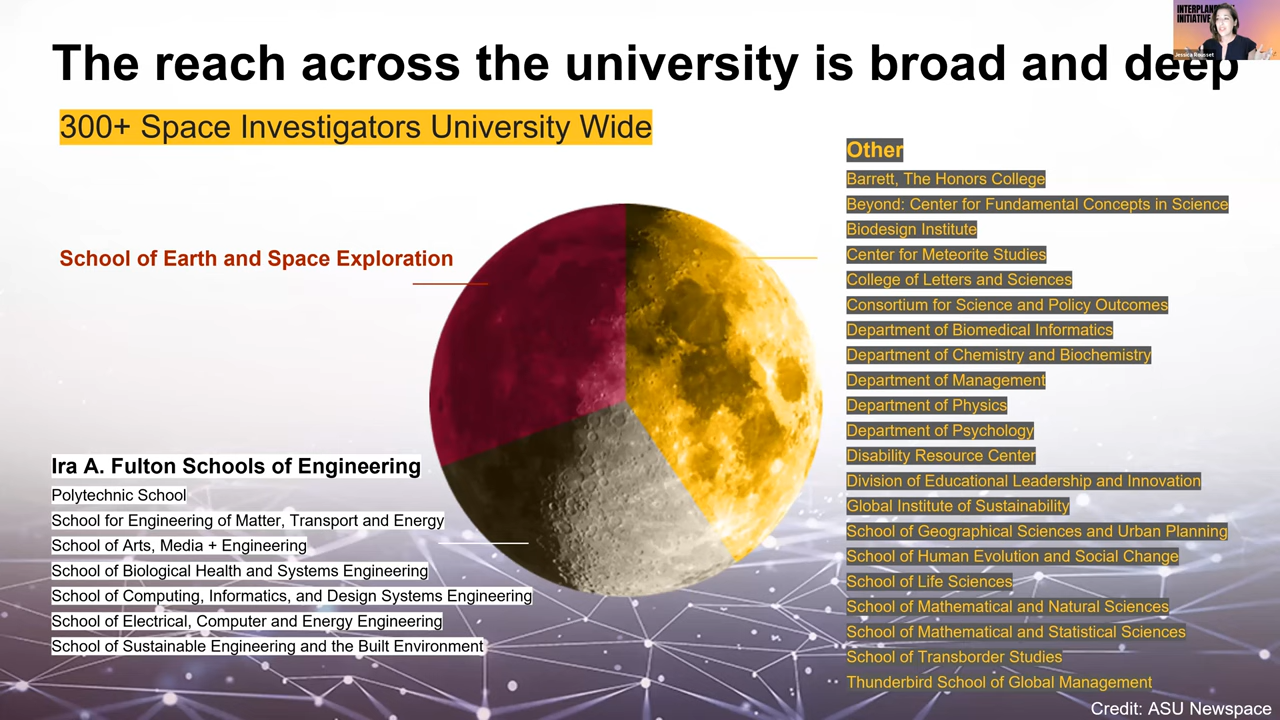 INTERPLAN
INITIATIVE
Jessica Rousset
The reach across the university is broad and deep
300+ Space Investigators University Wide
School of Earth and Space Exploration
Ira A. Fulton Schools of Engineering
Polytechnic School
School for Engineering of Matter, Transport and Energy
School of Arts, Media + Engineering
School of Biological Health and Systems Engineering
School of Computing, Informatics, and Design Systems Engineering
School of Electrical, Computer and Energy Engineering
School of Sustainable Engineering and the Built Environment
Other
Barrett, The Honors College
Beyond: Center for Fundamental Concepts in Science
Biodesign Institute
Center for Meteorite Studies
College of Letters and Sciences
Consortium for Science and Policy Outcomes
Department of Biomedical Informatics
Department of Chemistry and Biochemistry
Department of Management
Department of Physics
Department of Psychology
Disability Resource Center
Division of Educational Leadership and Innovation
Global Institute of Sustainability
School of Geographical Sciences and Urban Planning
School of Human Evolution and Social Change
School of Life Sciences
School of Mathematical and Natural Sciences
School of Mathematical and Statistical Sciences
School of Transborder Studies
Thunderbird School of Global Management
Credit: ASU Newspace